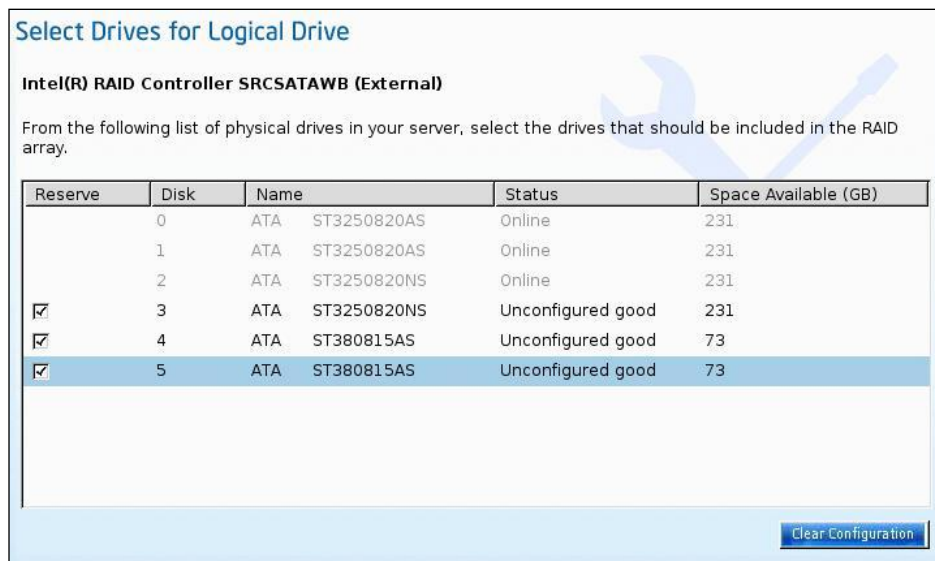 Select Drives for Logical Drive
Intel(R) RAID Controller SRCSATAWB (External)
From the following list of physical drives in your server, select the drives that should be included in the RAID
array.
Reserve Disk Name Status Space Available (GB)
0 ATA ST3250820AS Online 231
1 ATA ST3250820AS Online 231
2 ATA ST3250820NS Online 231
3 ATA ST3250820NS Unconfigured good 231
4 ATA ST380815AS Unconfigured good 73
5 ATA ST380815AS Unconfigured good 73
Clear Configuration